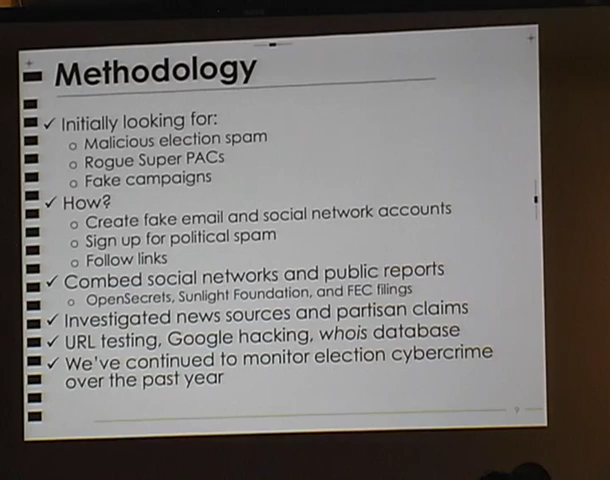 Methodology
✓ Initially looking for:
o Malicious election spam
o Rogue Super PACs
o Fake campaigns
✓ How?
o Create fake email and social network accounts
o Sign up for political spam
o Follow links
✓ Combed social networks and public reports
o OpenSecrets, Sunlight Foundation, and FEC filings
✓ Investigated news sources and partisan claims
✓ URL testing, Google hacking, whois database
✓ We've continued to monitor election cybercrime
over the past year
9